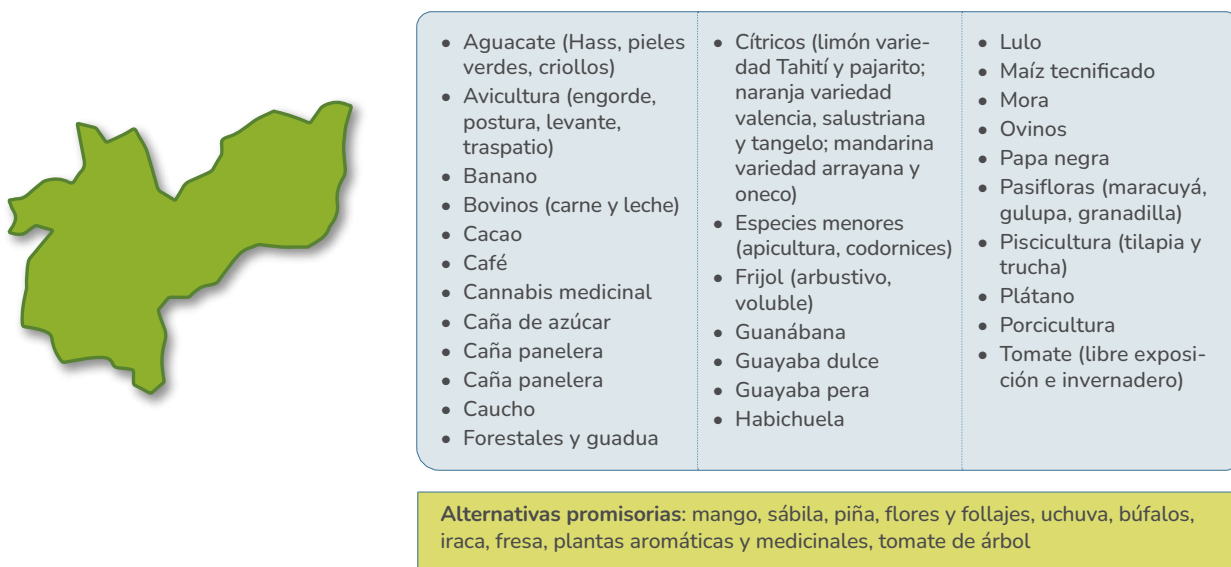 • Aguacate (Hass, pieles
verdes, criollos)
• Avicultura (engorde,
postura, levante,
traspatio)
• Banano
• Bovinos (carne y leche)
• Cacao
• Café
• Cannabis medicinal
• Caña de azúcar
• Caña panelera
• Caña panelera
• Caucho
• Forestales y guadua
• Cítricos (limón varie-
dad Tahití y pajarito;
naranja variedad
valencia, salustriana
y tangelo; mandarina
variedad arrayana y
oneco)
• Especies menores
(apicultura, codornices)
• Frijol (arbustivo,
voluble)
• Guanábana
• Guayaba dulce
• Guayaba pera
• Habichuela
• Lulo
• Maíz tecnificado
• Mora
• Ovinos
• Papa negra
• Pasifloras (maracuyá,
gulupa, granadilla)
• Piscicultura (tilapia y
trucha)
• Plátano
• Porcicultura
• Tomate (libre exposi-
ción e invernadero)
Alternativas promisorias: mango, sábila, piña, flores y follajes, uchuva, búfalos,
iraca, fresa, plantas aromáticas y medicinales, tomate de árbol